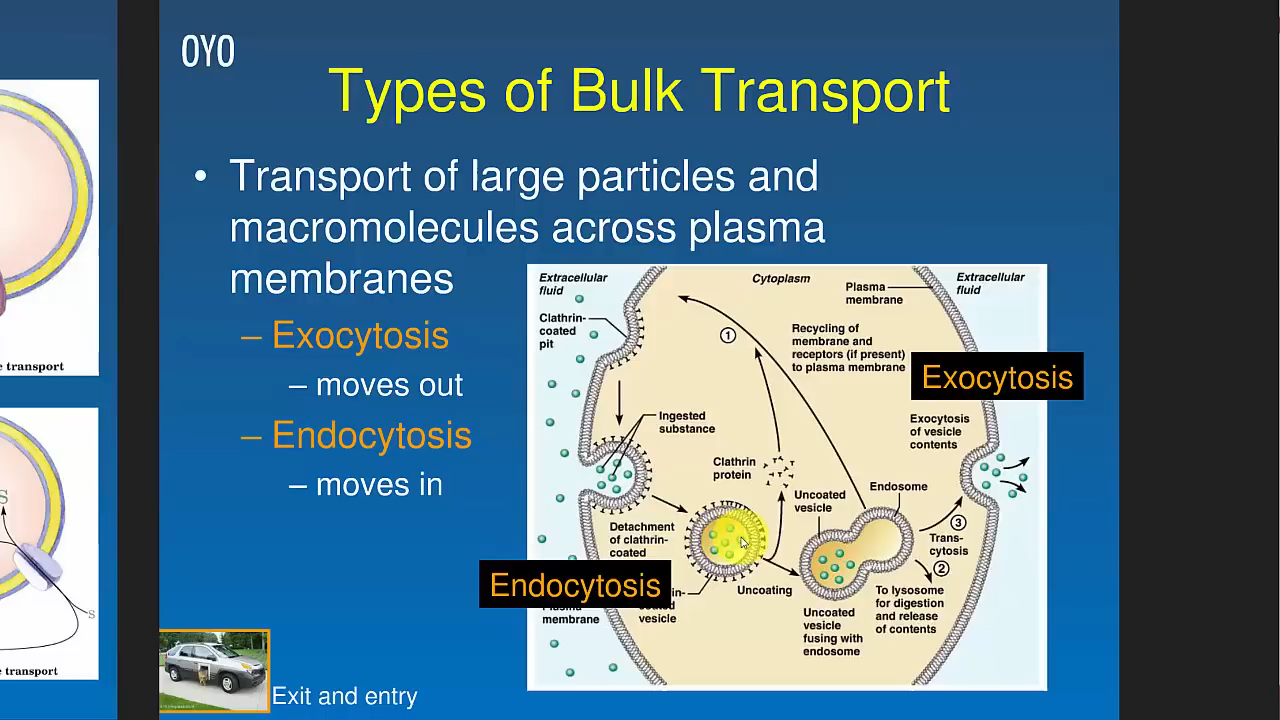 OYO
Types of Bulk Transport
• Transport of large particles and
macromolecules across plasma
membranes
– Exocytosis
– moves out
– Endocytosis
– moves in
Exit and entry
Extracellular
fluid
Cytoplasm
Plasma
membrane
Extracellular
fluid
Clathrin-
coated
pit
1
Recycling of
membrane and
receptors (if present)
to plasma membrane
Exocytosis
Exocytosis
of vesicle
contents
Ingested
substance
Clathrin
protein
Uncoated
vesicle
Endosome
Detachment
of clathrin-
coated
3
Trans-
cytosis
2
Endocytosis
Uncoating
To lysosome
for digestion
and release
of contents
Plasma
membrane
vesicle
Uncoated
vesicle
fusing with
endosome
e transport
S
S
e transport